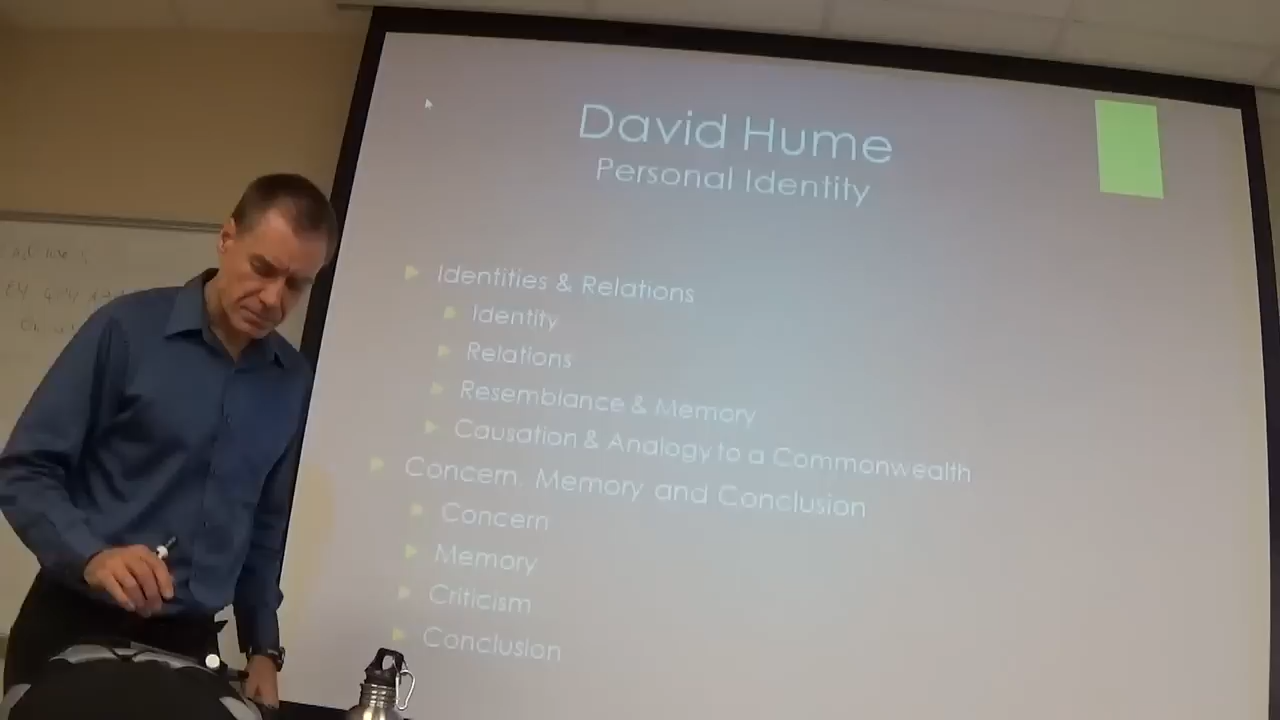 David Hume
Personal Identity
Identities & Relations
Identity
Relations
Resemblance & Memory
Causation & Analogy to a Commonwealth
Concern, Memory and Conclusion
Concern
Memory
Criticism
Conclusion